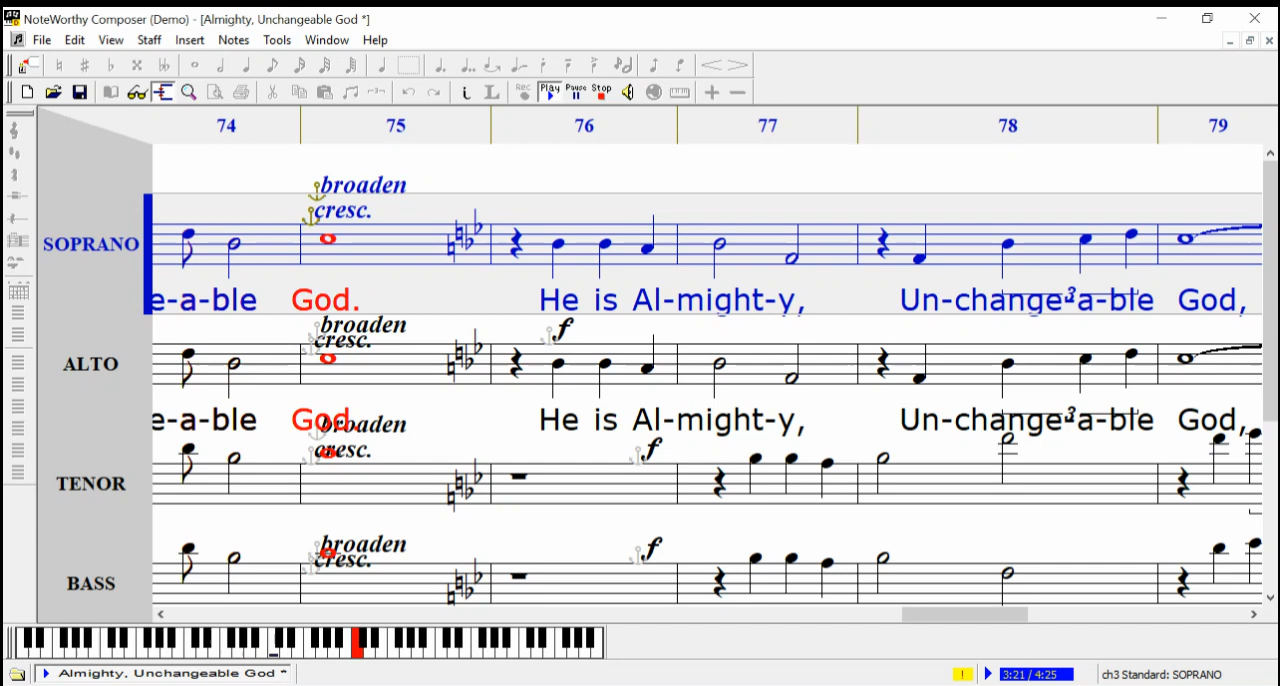 NoteWorthy Composer (Demo) - [Almighty, Unchangeable God *]
File Edit View Staff Insert Notes Tools Window Help
Rec Play Pause Stop
74 75 76 77 78 79
broaden
cresc.
SOPRANO
e-a-ble God. He is Al-might-y, Un-change-a-ble God,
3
broaden
cresc.
f
ALTO
e-a-ble God. He is Al-might-y, Un-change-a-ble God,
3
broaden
cresc.
f
TENOR
broaden
cresc.
f
BASS
Almighty, Unchangeable God *
! 3:21 / 4:25 ch3 Standard: SOPRANO